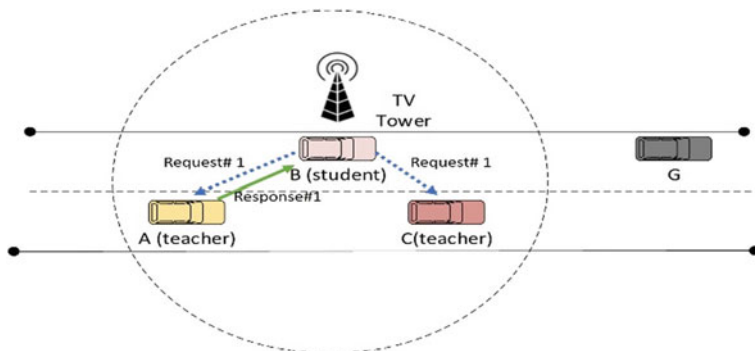 TV
Tower
Request# 1
Request# 1
B (student)
G
Response#1
A (teacher)
C(teacher)